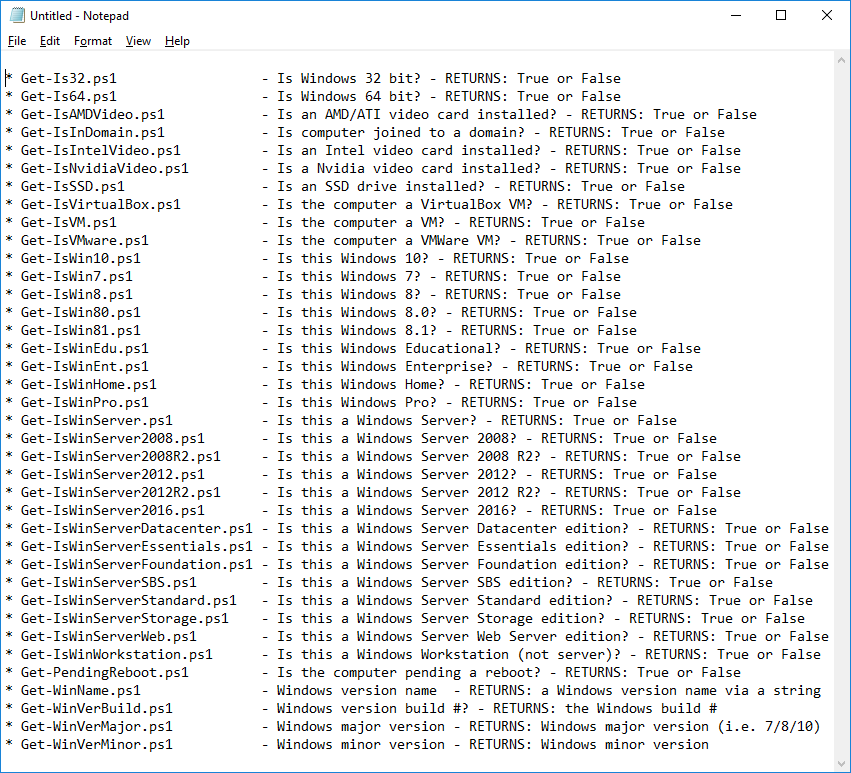 Untitled - Notepad
File Edit Format View Help
* Get-Is32.ps1                  - Is Windows 32 bit? - RETURNS: True or False
* Get-Is64.ps1                  - Is Windows 64 bit? - RETURNS: True or False
* Get-IsAMDVideo.ps1            - Is an AMD/ATI video card installed? - RETURNS: True or False
* Get-IsInDomain.ps1            - Is computer joined to a domain? - RETURNS: True or False
* Get-IsIntelVideo.ps1          - Is an Intel video card installed? - RETURNS: True or False
* Get-IsNvidiaVideo.ps1         - Is a Nvidia video card installed? - RETURNS: True or False
* Get-IsSSD.ps1                 - Is an SSD drive installed? - RETURNS: True or False
* Get-IsVirtualBox.ps1          - Is the computer a VirtualBox VM? - RETURNS: True or False
* Get-IsVM.ps1                  - Is the computer a VM? - RETURNS: True or False
* Get-IsVMware.ps1              - Is the computer a VMWare VM? - RETURNS: True or False
* Get-IsWin10.ps1               - Is this Windows 10? - RETURNS: True or False
* Get-IsWin7.ps1                - Is this Windows 7? - RETURNS: True or False
* Get-IsWin8.ps1                - Is this Windows 8? - RETURNS: True or False
* Get-IsWin80.ps1               - Is this Windows 8.0? - RETURNS: True or False
* Get-IsWin81.ps1               - Is this Windows 8.1? - RETURNS: True or False
* Get-IsWinEdu.ps1              - Is this Windows Educational? - RETURNS: True or False
* Get-IsWinEnt.ps1              - Is this Windows Enterprise? - RETURNS: True or False
* Get-IsWinHome.ps1             - Is this Windows Home? - RETURNS: True or False
* Get-IsWinPro.ps1              - Is this Windows Pro? - RETURNS: True or False
* Get-IsWinServer.ps1           - Is this a Windows Server? - RETURNS: True or False
* Get-IsWinServer2008.ps1       - Is this a Windows Server 2008? - RETURNS: True or False
* Get-IsWinServer2008R2.ps1     - Is this a Windows Server 2008 R2? - RETURNS: True or False
* Get-IsWinServer2012.ps1       - Is this a Windows Server 2012? - RETURNS: True or False
* Get-IsWinServer2012R2.ps1     - Is this a Windows Server 2012 R2? - RETURNS: True or False
* Get-IsWinServer2016.ps1       - Is this a Windows Server 2016? - RETURNS: True or False
* Get-IsWinServerDatacenter.ps1 - Is this a Windows Server Datacenter edition? - RETURNS: True or False
* Get-IsWinServerEssentials.ps1 - Is this a Windows Server Essentials edition? - RETURNS: True or False
* Get-IsWinServerFoundation.ps1 - Is this a Windows Server Foundation edition? - RETURNS: True or False
* Get-IsWinServerSBS.ps1        - Is this a Windows Server SBS edition? - RETURNS: True or False
* Get-IsWinServerStandard.ps1   - Is this a Windows Server Standard edition? - RETURNS: True or False
* Get-IsWinServerStorage.ps1    - Is this a Windows Server Storage edition? - RETURNS: True or False
* Get-IsWinServerWeb.ps1        - Is this a Windows Server Web Server edition? - RETURNS: True or False
* Get-IsWinWorkstation.ps1      - Is this a Windows Workstation (not server)? - RETURNS: True or False
* Get-PendingReboot.ps1         - Is the computer pending a reboot? - RETURNS: True or False
* Get-WinName.ps1               - Windows version name  - RETURNS: a Windows version name via a string
* Get-WinVerBuild.ps1           - Windows version build #? - RETURNS: the Windows build #
* Get-WinVerMajor.ps1           - Windows major version - RETURNS: Windows major version (i.e. 7/8/10)
* Get-WinVerMinor.ps1           - Windows minor version - RETURNS: Windows minor version